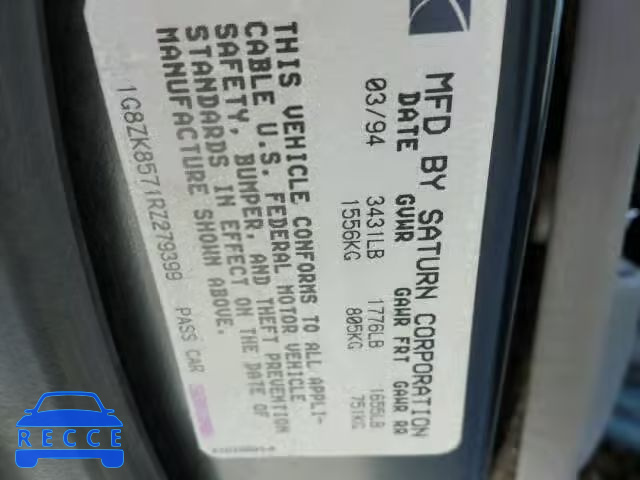 MFD BY SATURN CORPORATION
DATE GVWR GAWR FRT GAWR RR
03/94 3431LB 1776LB 1655LB
1556KG 805KG 751KG
THIS VEHICLE CONFORMS TO ALL APPLI-
CABLE U.S. FEDERAL MOTOR VEHICLE
SAFETY, BUMPER, AND THEFT PREVENTION
STANDARDS IN EFFECT ON THE DATE OF
MANUFACTURE SHOWN ABOVE.
1G8ZK8571RZ279399 PASS CAR
RECCE